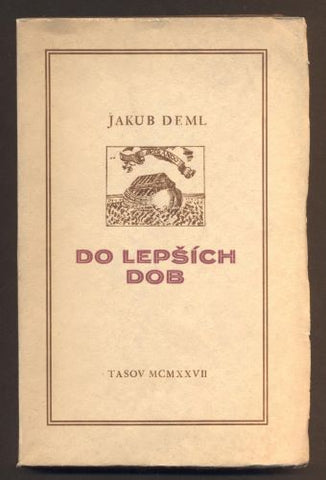 JAKUB DEML
DO LEPŠÍCH
DOB
TASOV MCMXXVII